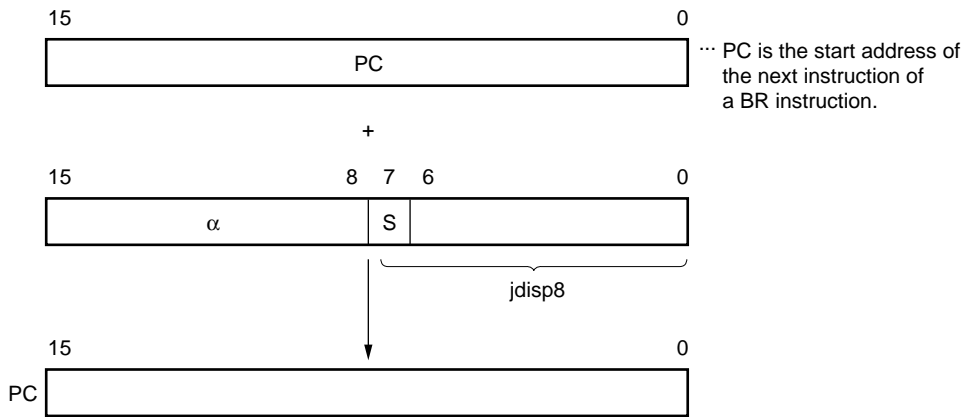 15 0
PC
... PC is the start address of
the next instruction of
a BR instruction.
+
15 8 7 6 0
α S
jdisp8
15 0
PC